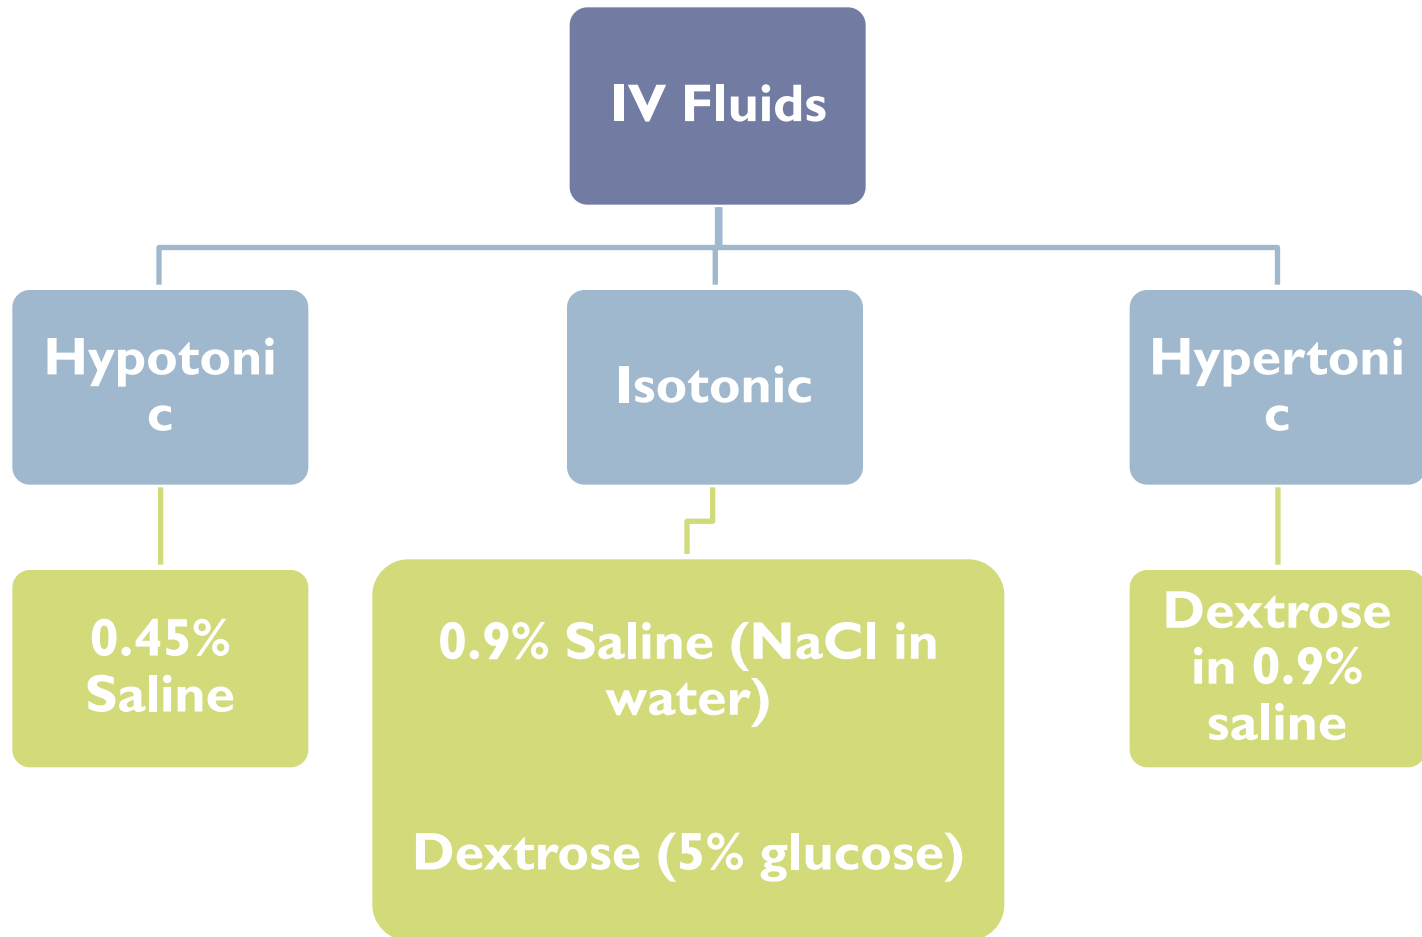 IV Fluids
Hypotoni
c
Isotonic
Hypertoni
c
0.45%
Saline
0.9% Saline (NaCl in
water)
Dextrose (5% glucose)
Dextrose
in 0.9%
saline